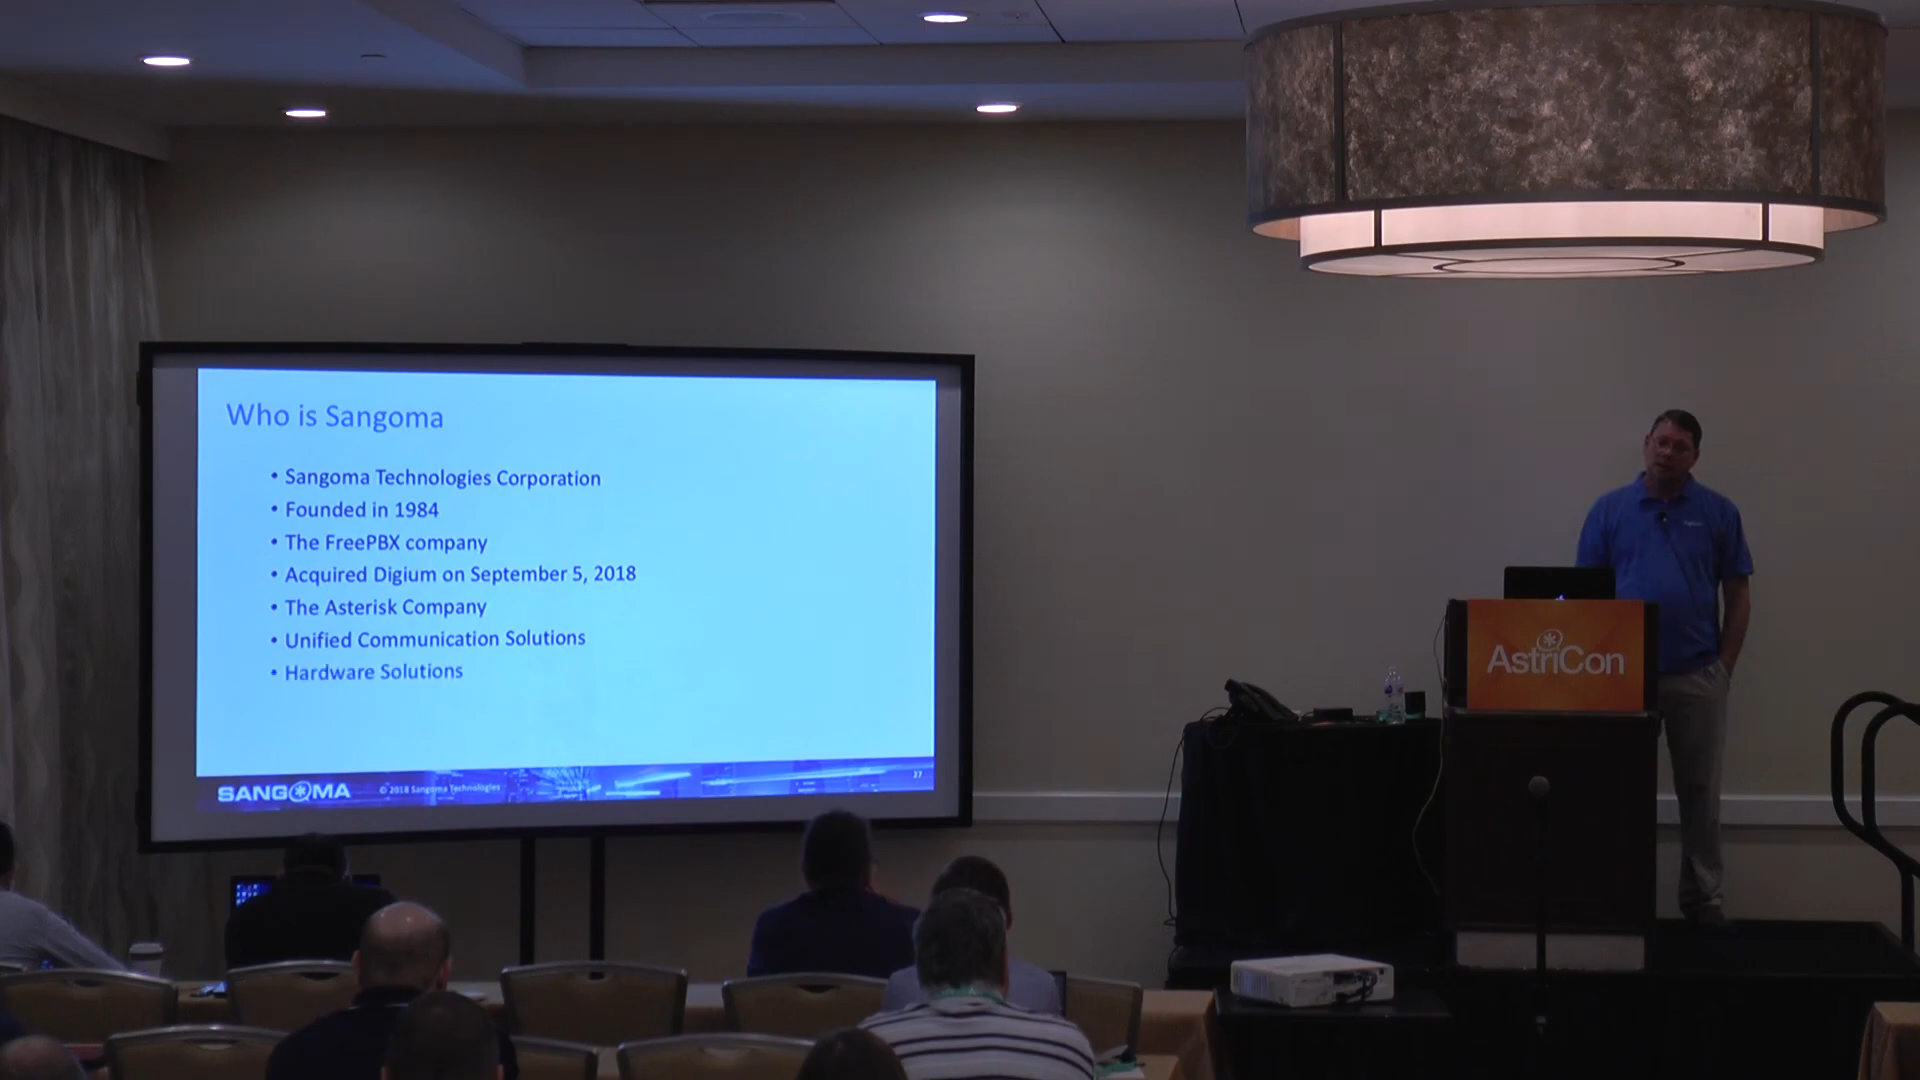 Who is Sangoma
• Sangoma Technologies Corporation
• Founded in 1984
• The FreePBX company
• Acquired Digium on September 5, 2018
• The Asterisk Company
• Unified Communication Solutions
• Hardware Solutions
SANGOMA
© 2018 Sangoma Technologies
27
AstriCon